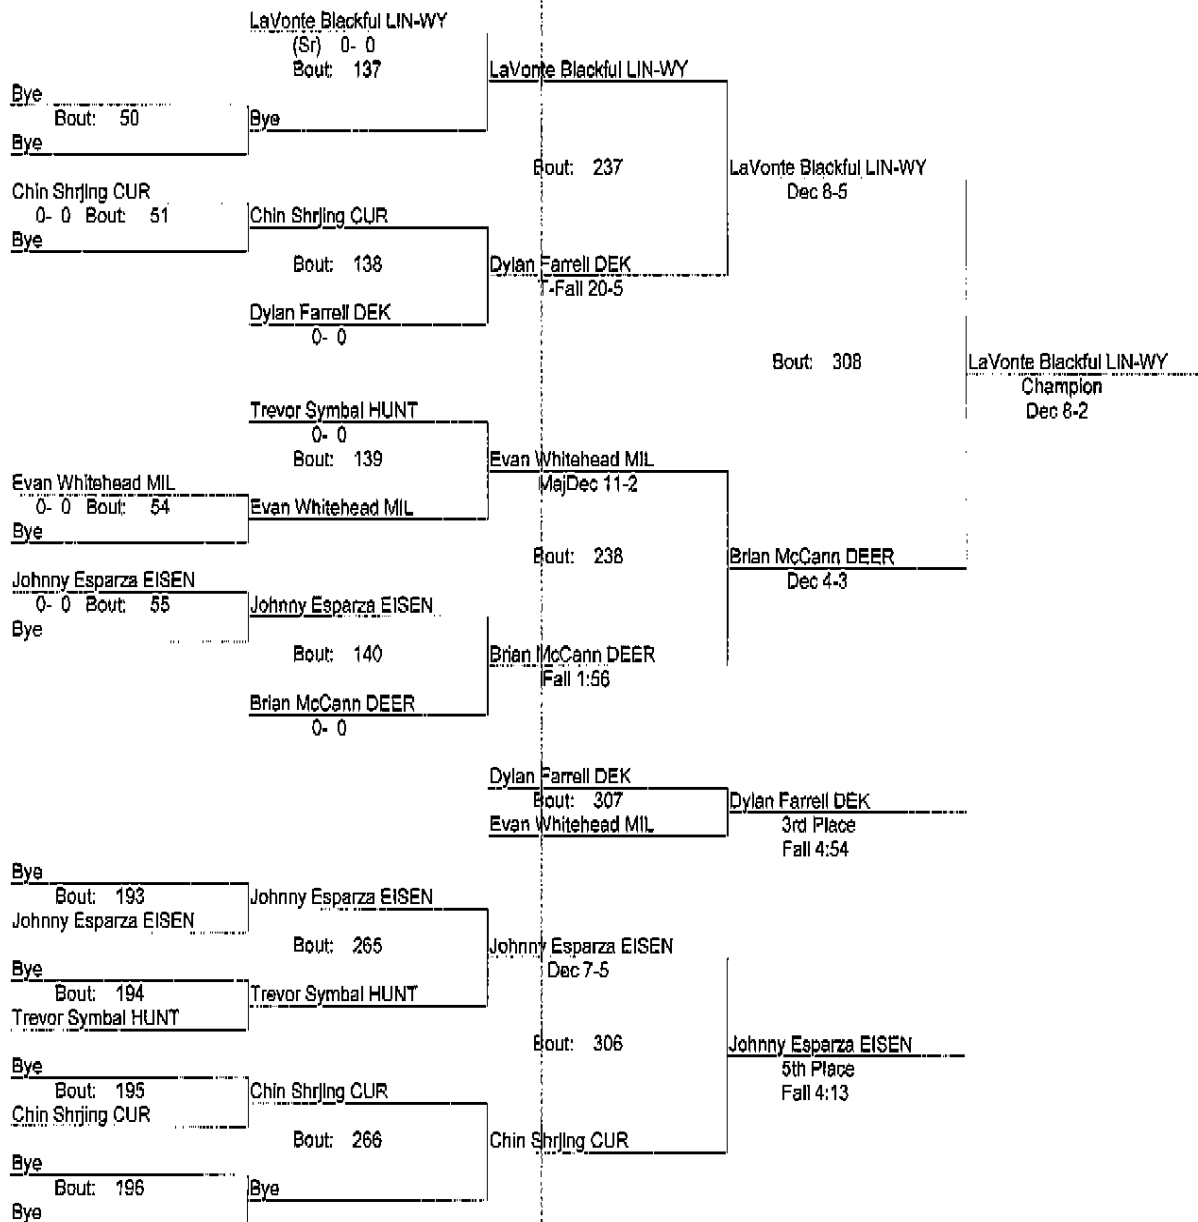 LaVonte Blackful LIN-WY
(Sr) 0- 0
Bout: 137
LaVonte Blackful LIN-WY
Bye
Bout: 50
Bye
Bye
Bout: 237
LaVonte Blackful LIN-WY
Dec 8-5
Chin Shrjing CUR
0- 0 Bout: 51
Bye
Chin Shrjing CUR
Bout: 138
Dylan Farrell DEK
T-Fall 20-5
Dylan Farrell DEK
0- 0
Bout: 308
LaVonte Blackful LIN-WY
Champion
Dec 8-2
Trevor Symbal HUNT
0- 0
Bout: 139
Evan Whitehead MIL
MajDec 11-2
Evan Whitehead MIL
0- 0 Bout: 54
Bye
Evan Whitehead MIL
Bout: 238
Brian McCann DEER
Dec 4-3
Johnny Esparza EISEN
0- 0 Bout: 55
Bye
Johnny Esparza EISEN
Bout: 140
Brian McCann DEER
Fall 1:56
Brian McCann DEER
0- 0
Dylan Farrell DEK
Bout: 307
Evan Whitehead MIL
Dylan Farrell DEK
3rd Place
Fall 4:54
Bye
Bout: 193
Johnny Esparza EISEN
Johnny Esparza EISEN
Bout: 265
Johnny Esparza EISEN
Dec 7-5
Bye
Bout: 194
Trevor Symbal HUNT
Trevor Symbal HUNT
Bout: 306
Johnny Esparza EISEN
5th Place
Fall 4:13
Bye
Bout: 195
Chin Shrjing CUR
Chin Shrjing CUR
Bout: 266
Chin Shrjing CUR
Bye
Bout: 196
Bye
Bye